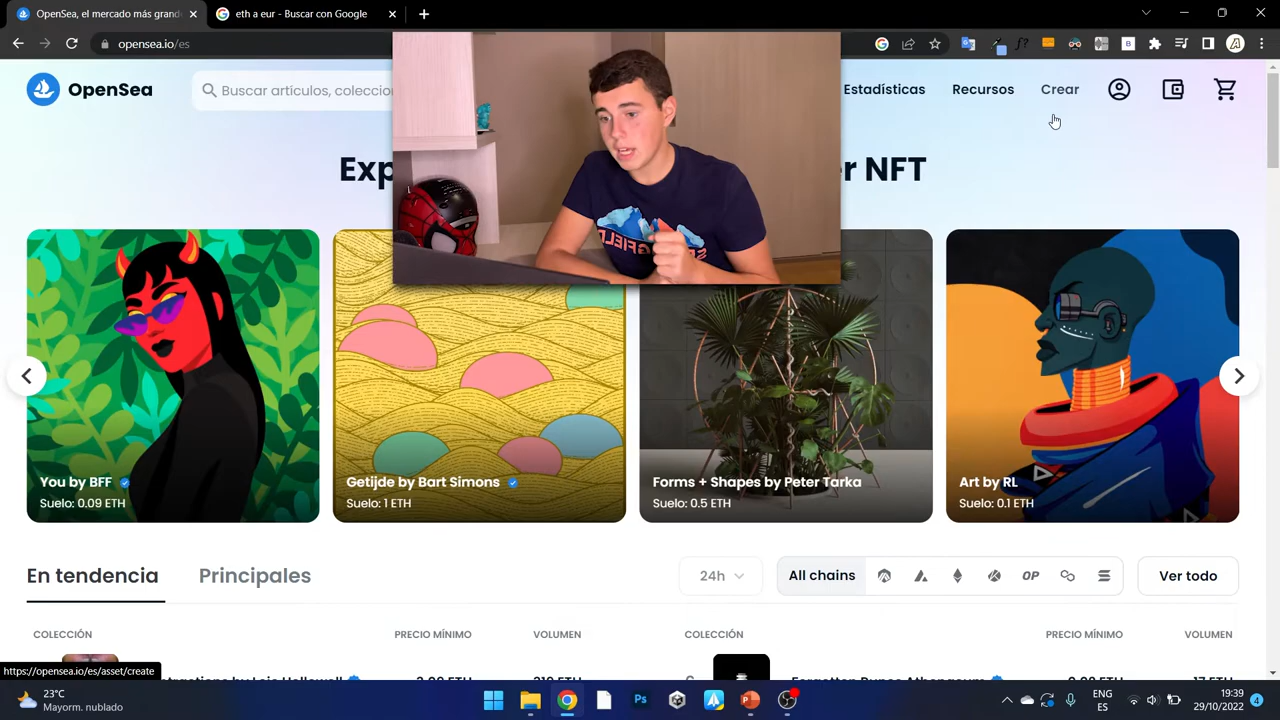 OpenSea, el mercado más grand
eth a eur - Buscar con Google
opensea.io/es
OpenSea
Buscar artículos, coleccion
Estadísticas
Recursos
Crear
Exp
r NFT
You by BFF
Suelo: 0.09 ETH
Getijde by Bart Simons
Suelo: 1 ETH
Forms + Shapes by Peter Tarka
Suelo: 0.5 ETH
Art by RL
Suelo: 0.1 ETH
En tendencia
Principales
24h
All chains
OP
Ver todo
COLECCIÓN
PRECIO MÍNIMO
VOLUMEN
COLECCIÓN
PRECIO MÍNIMO
VOLUMEN
https://opensea.io/es/asset/create
23°C
Mayorm. nublado
Ps
ENG
ES
19:39
29/10/2022
4